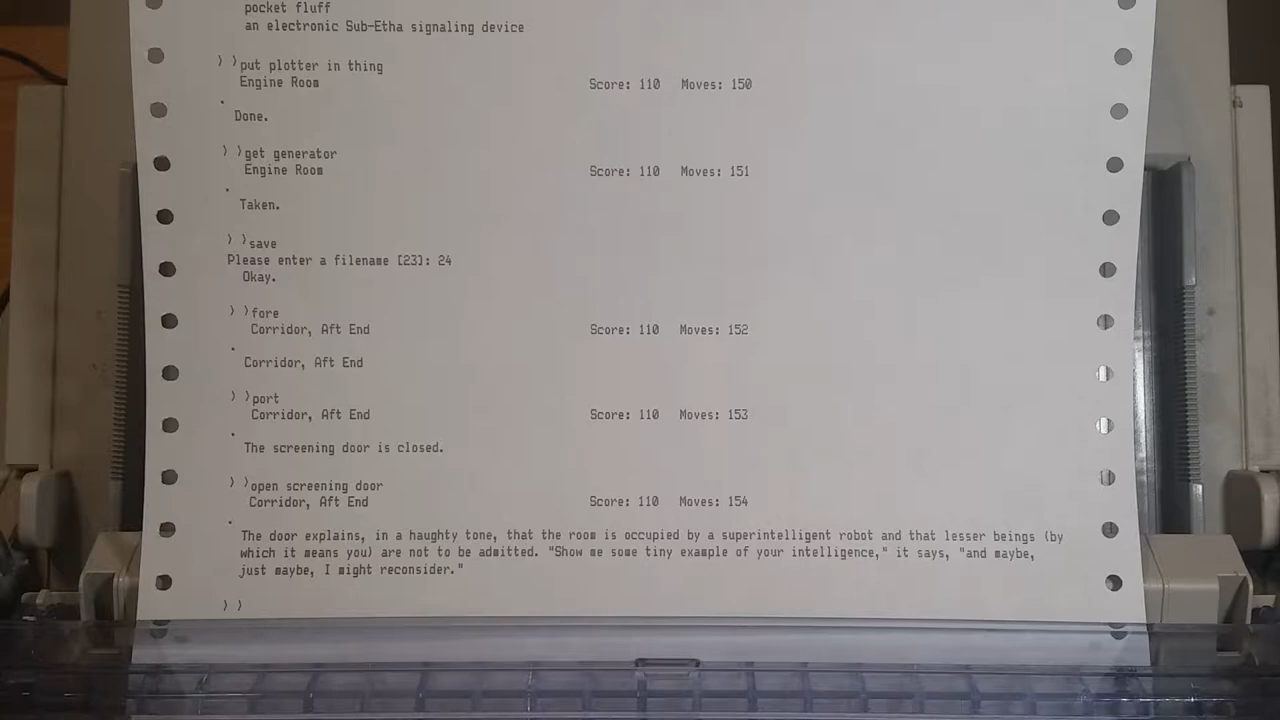 pocket fluff
an electronic Sub-Etha signaling device
> >put plotter in thing
Engine Room Score: 110 Moves: 150
.
Done.
> >get generator
Engine Room Score: 110 Moves: 151
.
Taken.
> >save
Please enter a filename [23]: 24
Okay.
> >fore
Corridor, Aft End Score: 110 Moves: 152
.
Corridor, Aft End
> >port
Corridor, Aft End Score: 110 Moves: 153
.
The screening door is closed.
> >open screening door
Corridor, Aft End Score: 110 Moves: 154
.
The door explains, in a haughty tone, that the room is occupied by a superintelligent robot and that lesser beings (by
which it means you) are not to be admitted. "Show me some tiny example of your intelligence," it says, "and maybe,
just maybe, I might reconsider."
> >